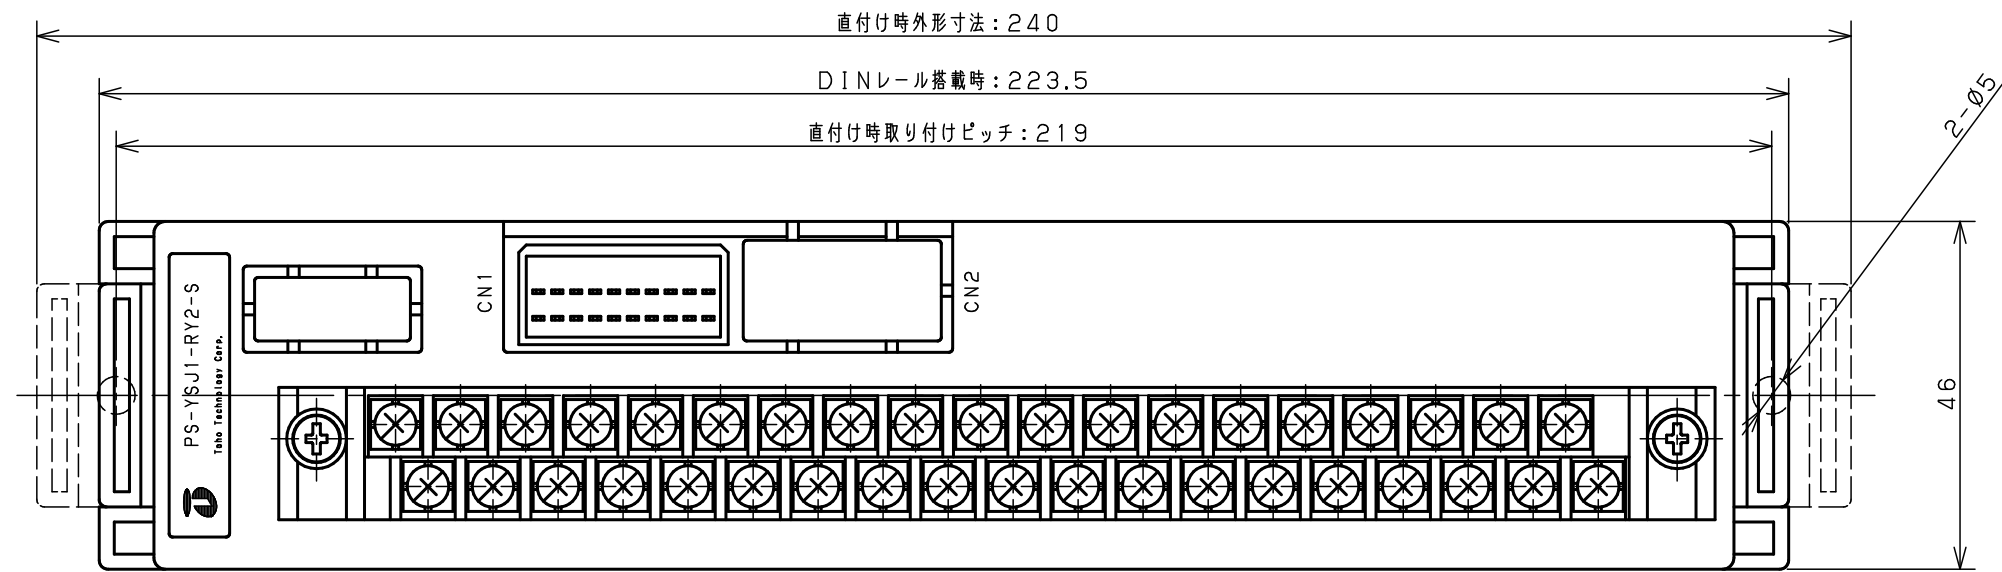 直付け時外形寸法：240
DINレール搭載時：223.5
直付け時取り付けピッチ：219
2-Ø5
CN1
CN2
PS-YSJ1-RY2-S
Toho Technology Corp.
46